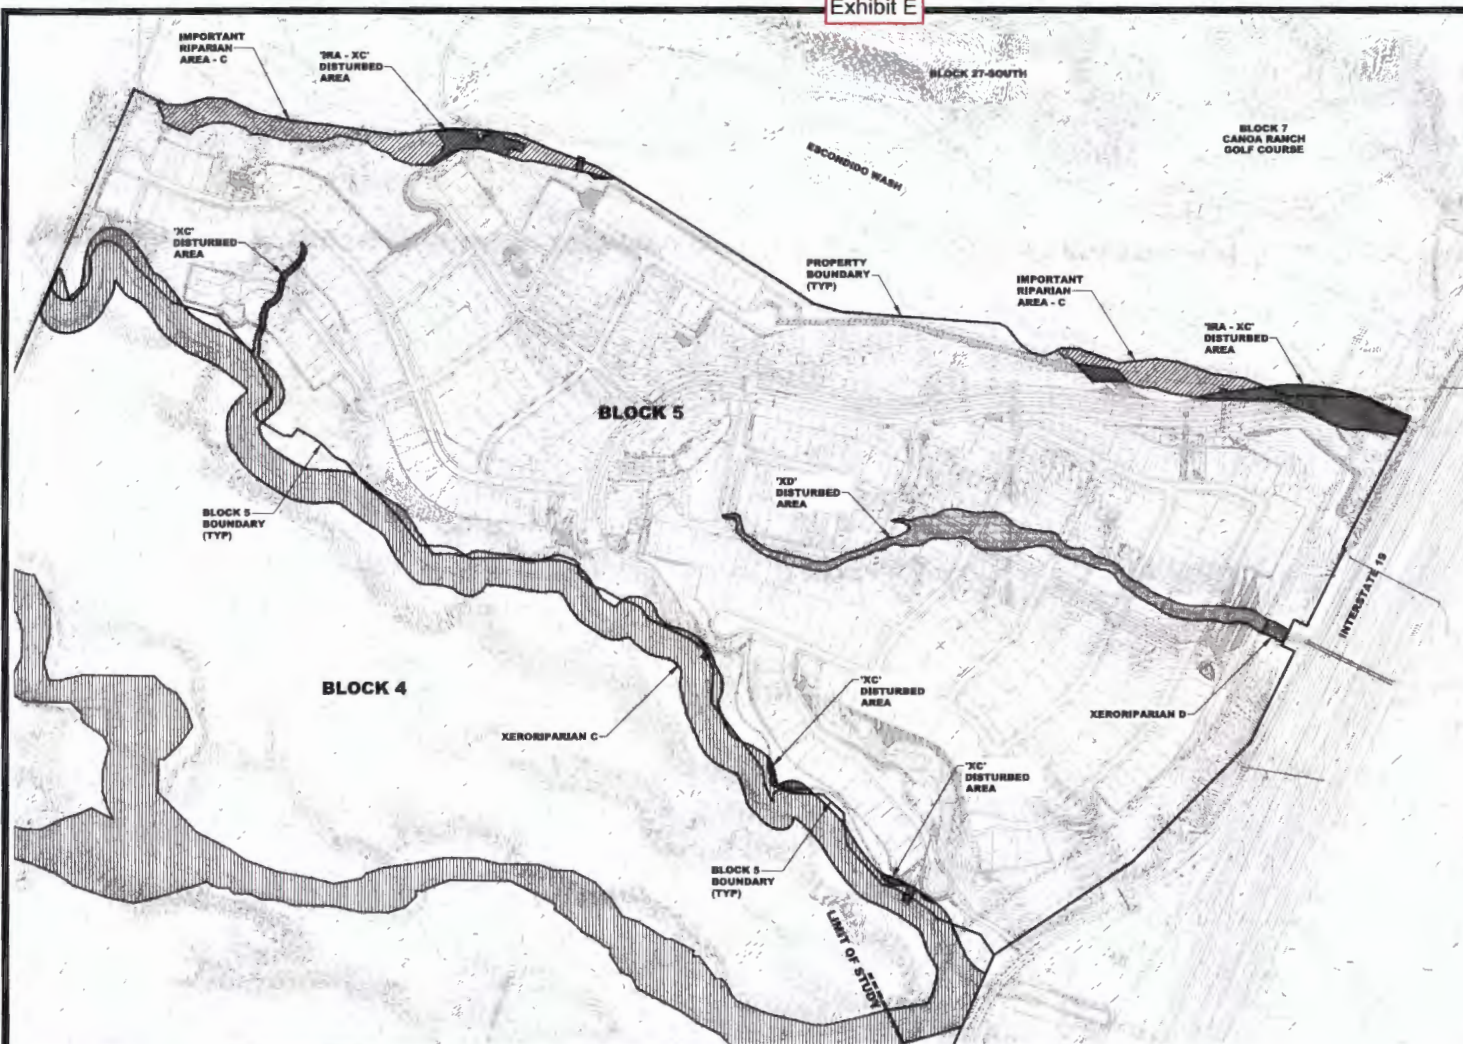 Exhibit E
IMPORTANT
RIPARIAN
AREA - C
'IRA - XC'
DISTURBED
AREA
BLOCK 27-SOUTH
BLOCK 7
CANOA RANCH
GOLF COURSE
ESCONDIDO WASH
'XC'
DISTURBED
AREA
PROPERTY
BOUNDARY
(TYP)
IMPORTANT
RIPARIAN
AREA - C
'IRA - XC'
DISTURBED
AREA
BLOCK 5
'XD'
DISTURBED
AREA
BLOCK 5
BOUNDARY
(TYP)
INTERSTATE 19
BLOCK 4
'XC'
DISTURBED
AREA
XERORIPARIAN D
XERORIPARIAN C
'XC'
DISTURBED
AREA
BLOCK 5
BOUNDARY
(TYP)
LIMIT OF STUDY